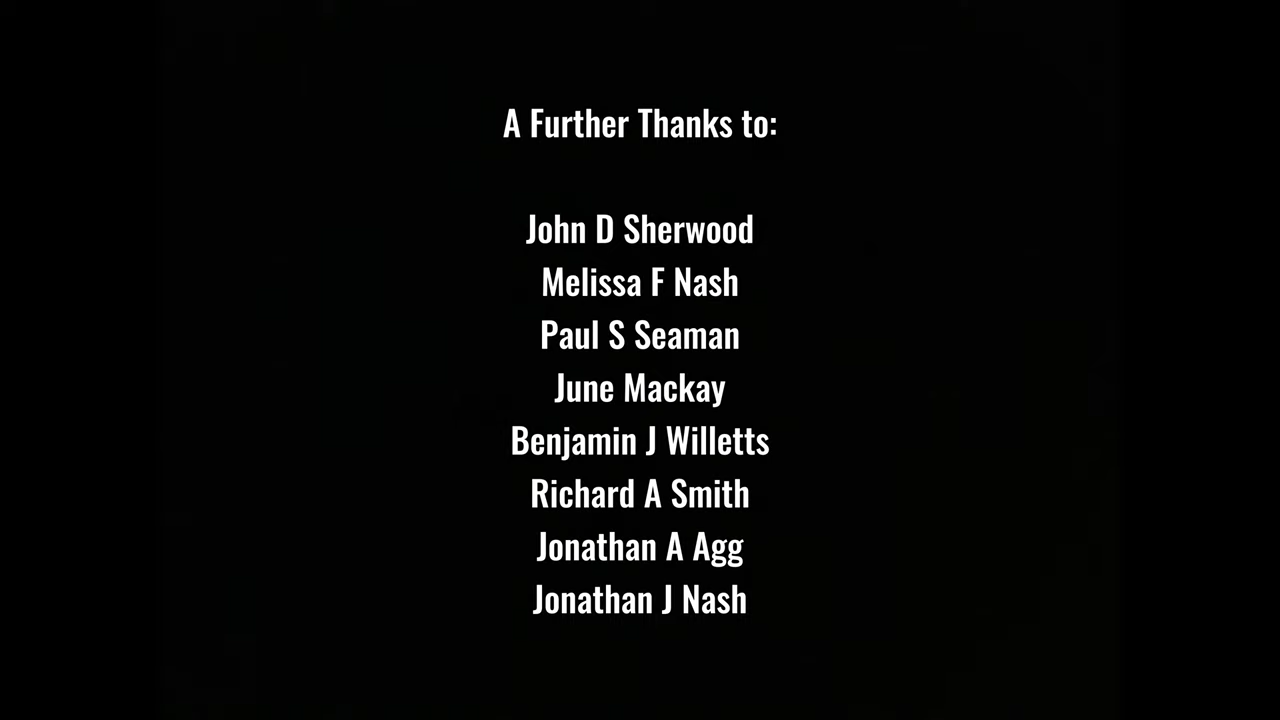 A Further Thanks to:
John D Sherwood
Melissa F Nash
Paul S Seaman
June Mackay
Benjamin J Willetts
Richard A Smith
Jonathan A Agg
Jonathan J Nash